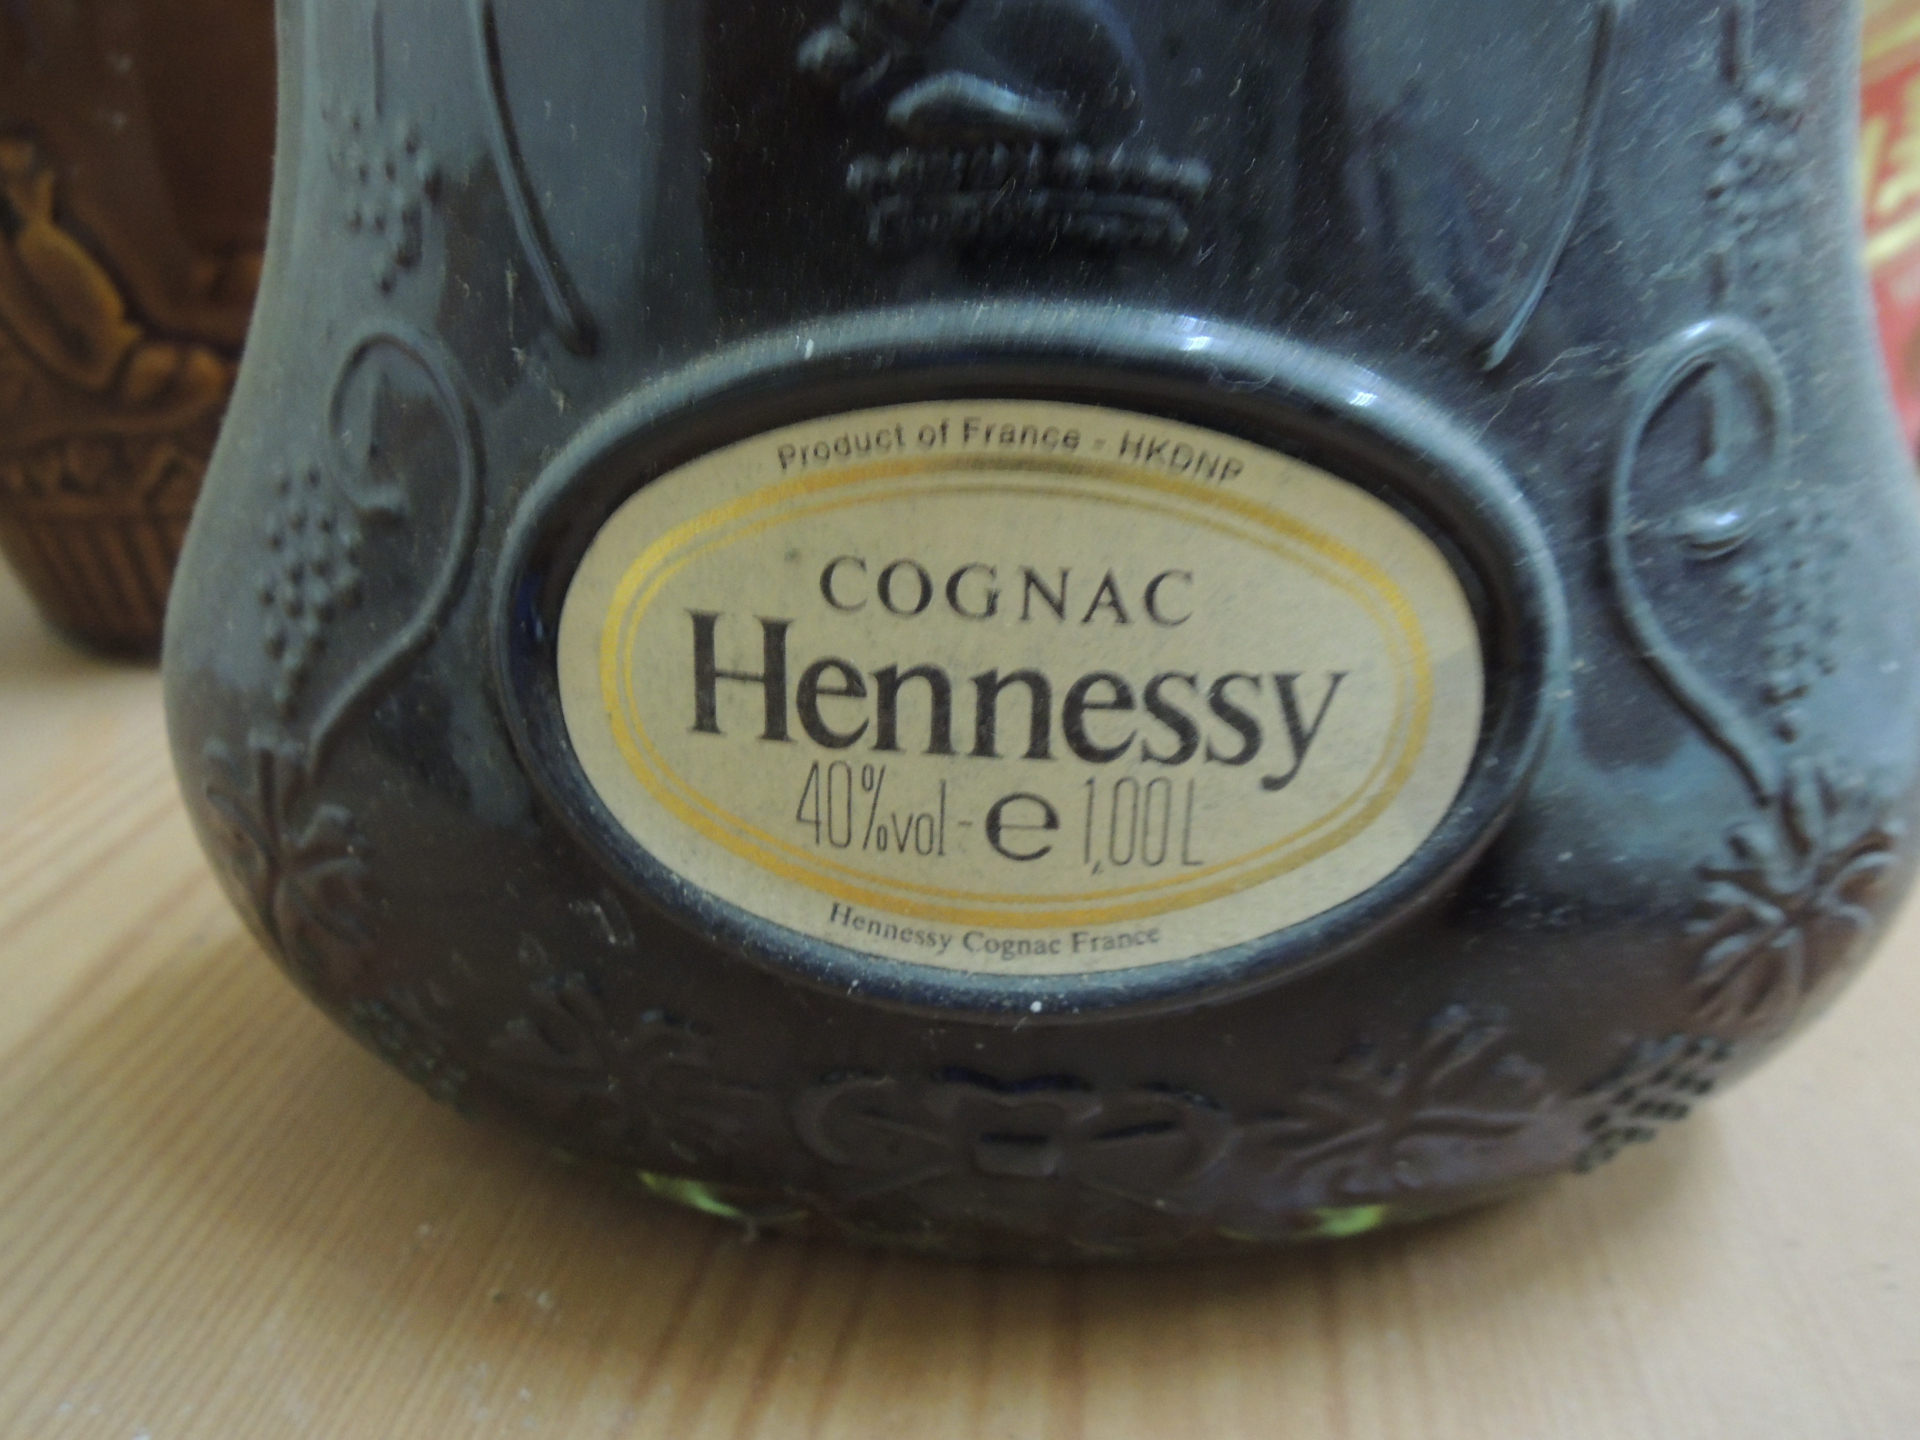 Product of France - HKDNP
COGNAC
Hennessy
40%vol - e 1,00 L
Hennessy Cognac France